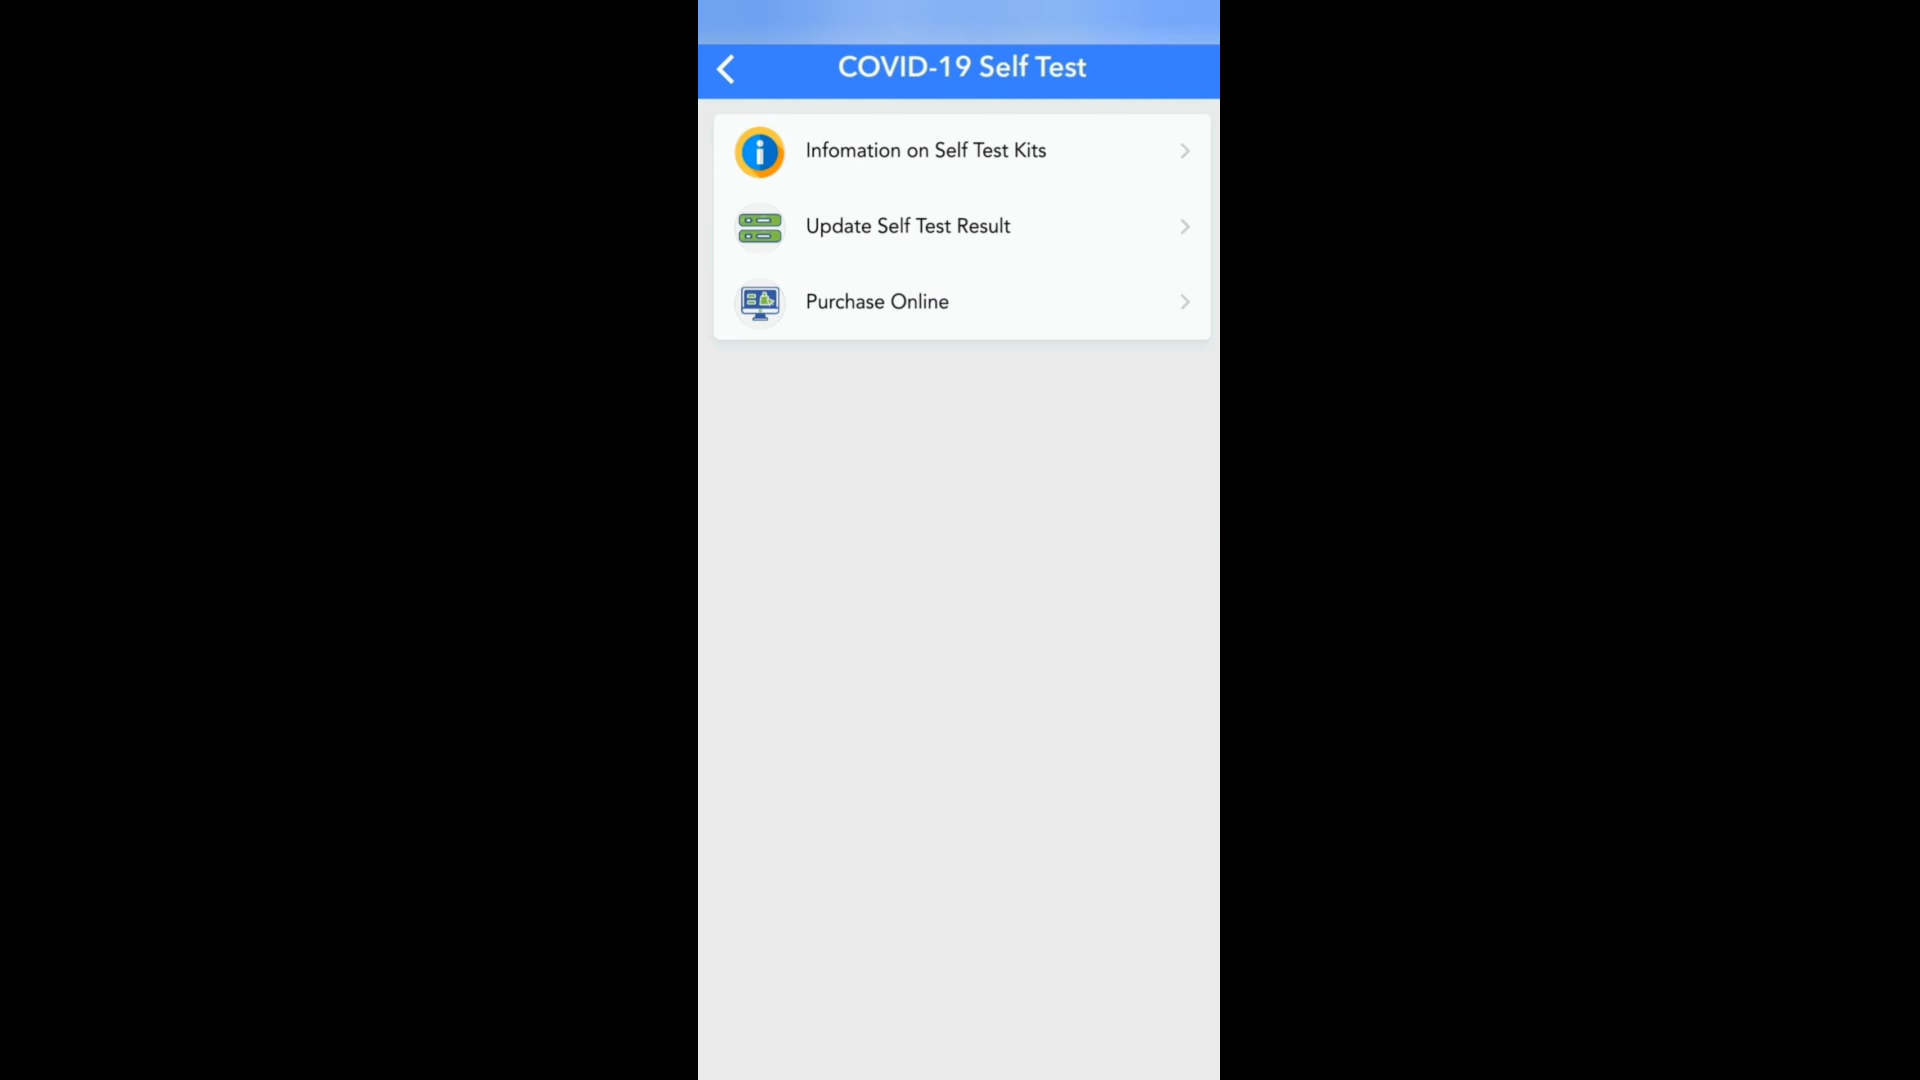 COVID-19 Self Test
Infomation on Self Test Kits
Update Self Test Result
Purchase Online